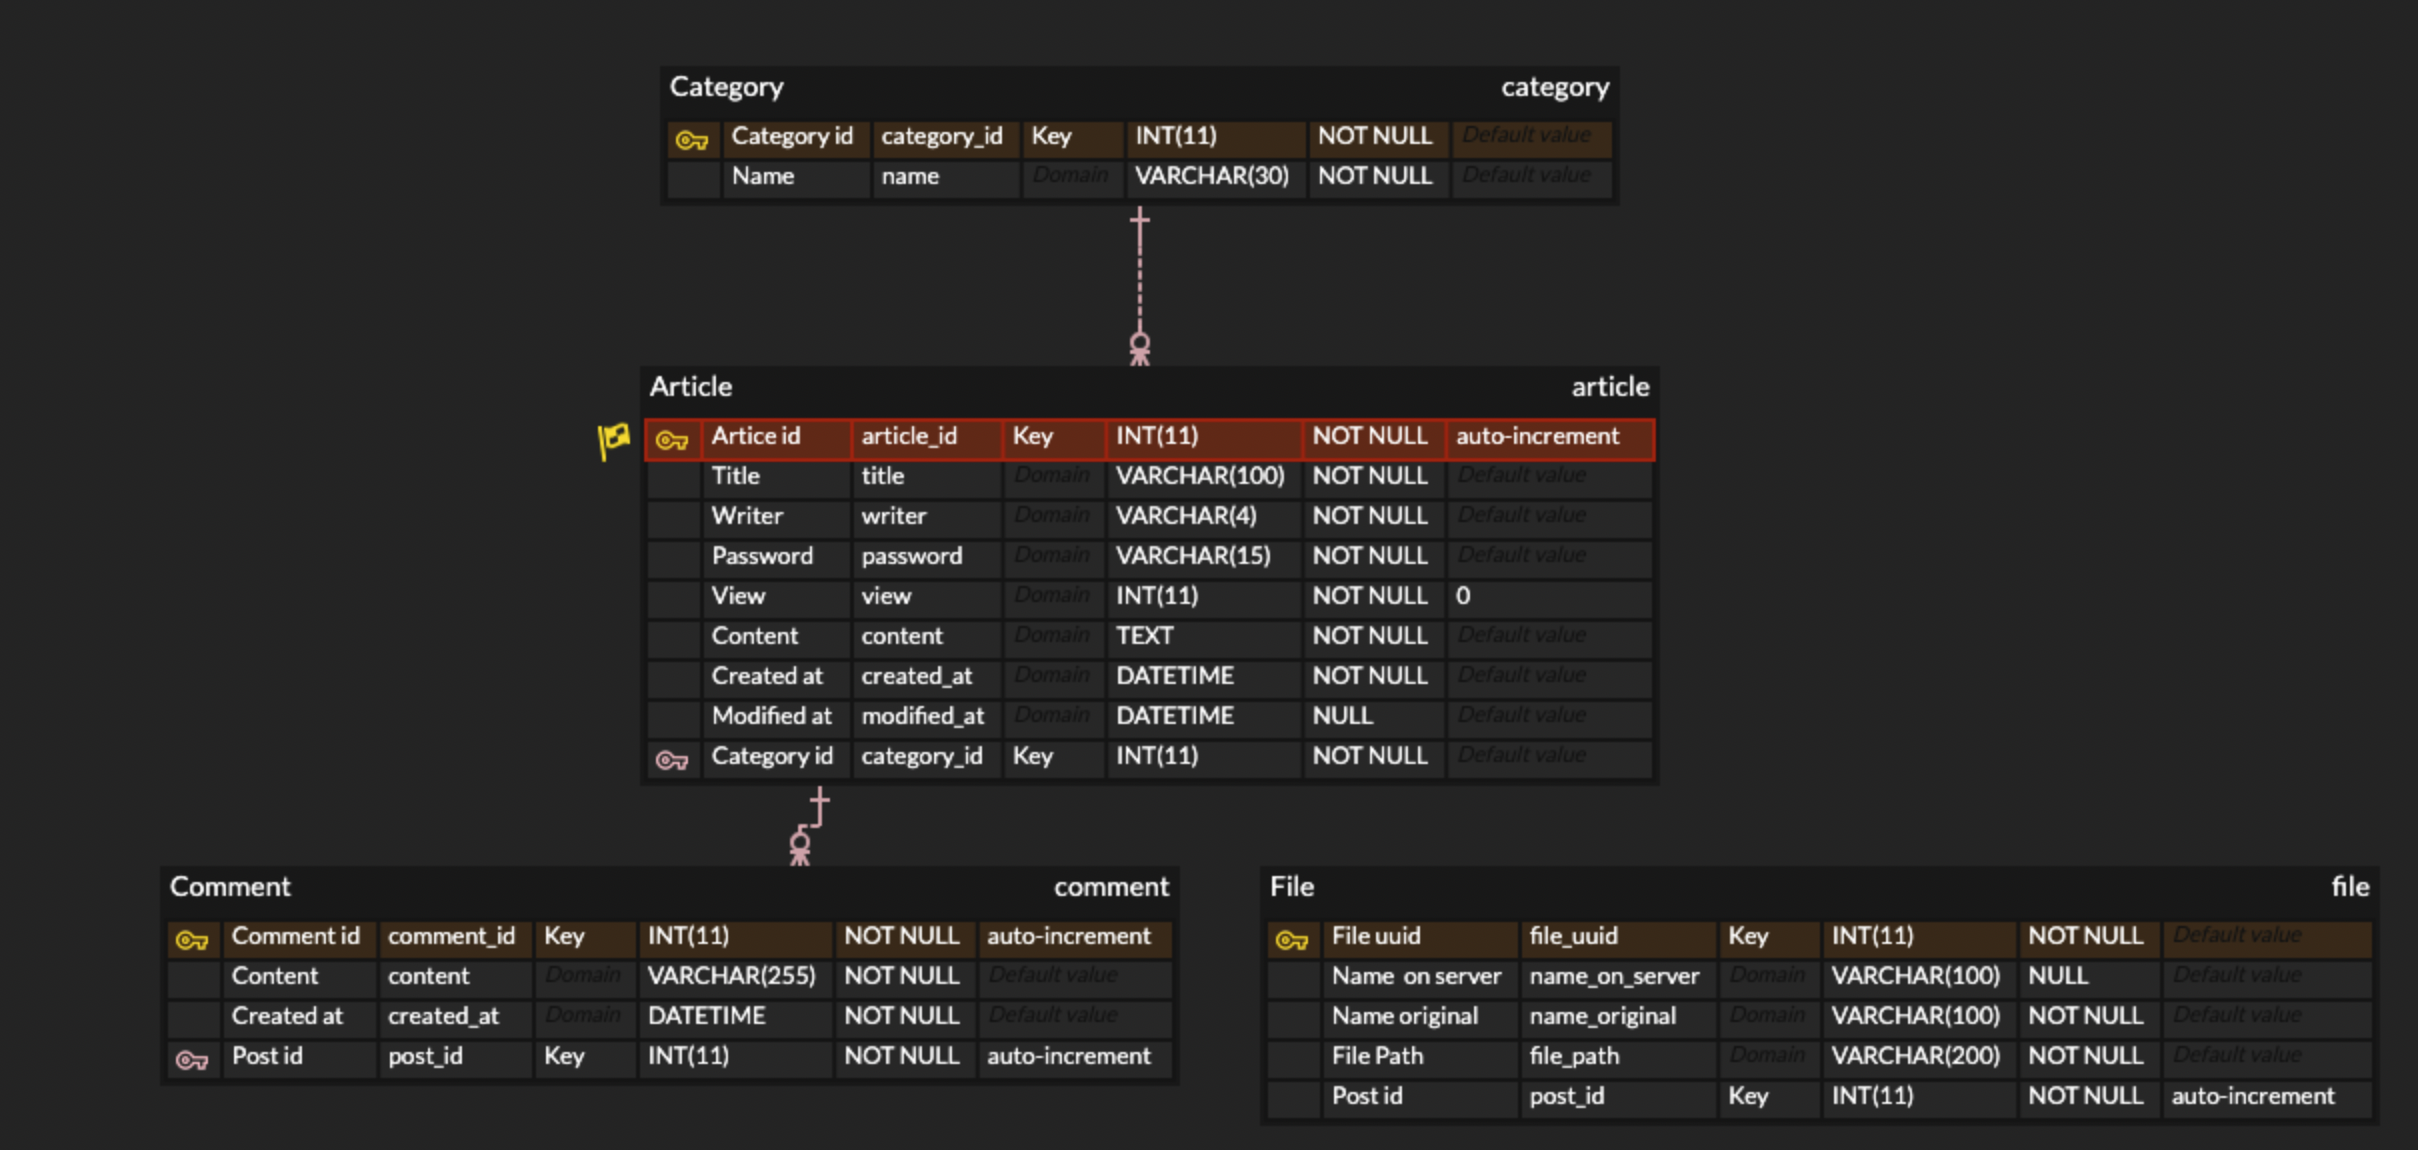 Category category
Category id category_id Key INT(11) NOT NULL Default value
Name name Domain VARCHAR(30) NOT NULL Default value
Article article
Artice id article_id Key INT(11) NOT NULL auto-increment
Title title Domain VARCHAR(100) NOT NULL Default value
Writer writer Domain VARCHAR(4) NOT NULL Default value
Password password Domain VARCHAR(15) NOT NULL Default value
View view Domain INT(11) NOT NULL 0
Content content Domain TEXT NOT NULL Default value
Created at created_at Domain DATETIME NOT NULL Default value
Modified at modified_at Domain DATETIME NULL Default value
Category id category_id Key INT(11) NOT NULL Default value
Comment comment
Comment id comment_id Key INT(11) NOT NULL auto-increment
Content content Domain VARCHAR(255) NOT NULL Default value
Created at created_at Domain DATETIME NOT NULL Default value
Post id post_id Key INT(11) NOT NULL auto-increment
File file
File uuid file_uuid Key INT(11) NOT NULL Default value
Name on server name_on_server Domain VARCHAR(100) NULL Default value
Name original name_original Domain VARCHAR(100) NOT NULL Default value
File Path file_path Domain VARCHAR(200) NOT NULL Default value
Post id post_id Key INT(11) NOT NULL auto-increment